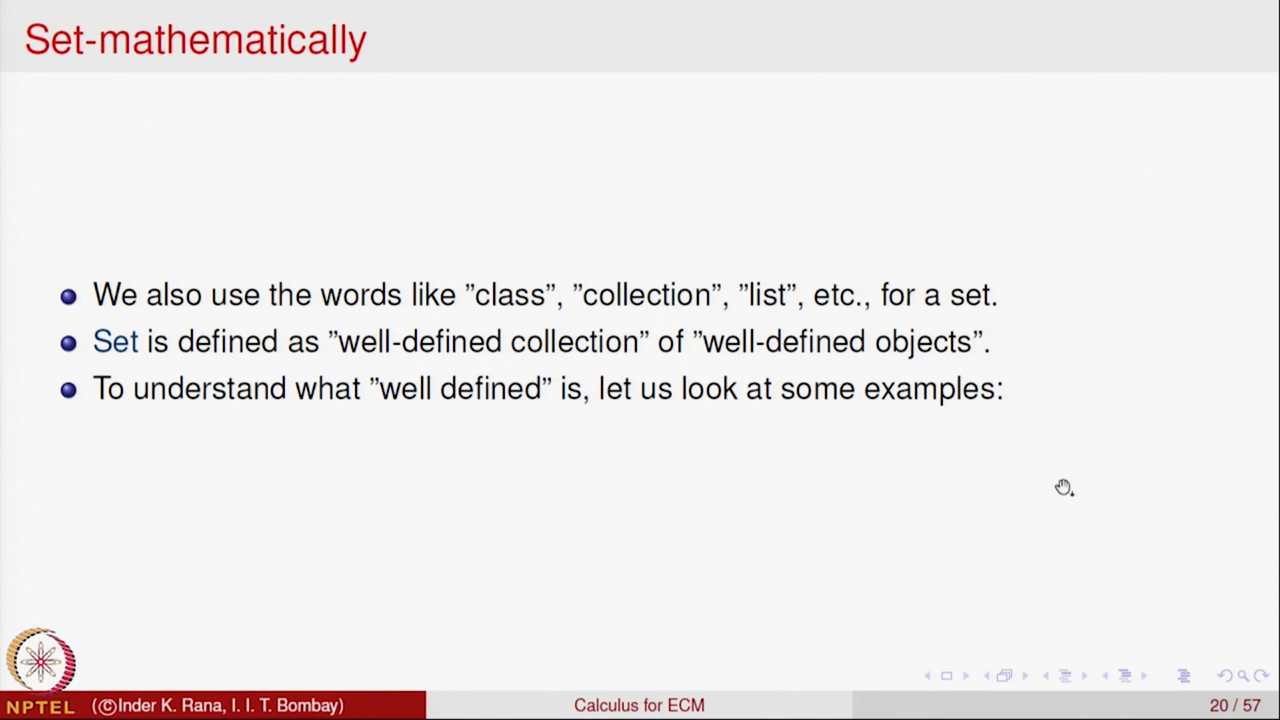 Set-mathematically
We also use the words like ”class”, ”collection”, ”list”, etc., for a set.
Set is defined as ”well-defined collection” of ”well-defined objects”.
To understand what ”well defined” is, let us look at some examples:
NPTEL (©Inder K. Rana, I. I. T. Bombay) Calculus for ECM 20 / 57